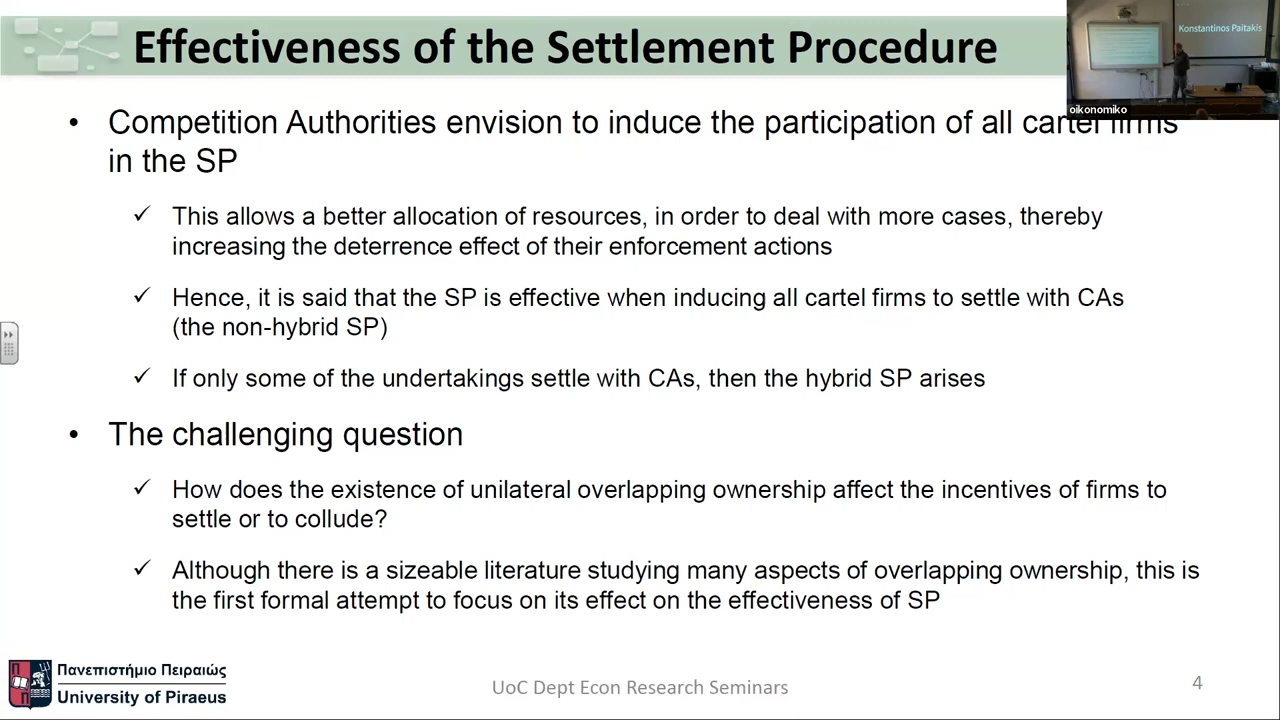 Effectiveness of the Settlement Procedure
Konstantinos Paitakis
oikonomiko
• Competition Authorities envision to induce the participation of all cartel firms
in the SP
✓ This allows a better allocation of resources, in order to deal with more cases, thereby
increasing the deterrence effect of their enforcement actions
✓ Hence, it is said that the SP is effective when inducing all cartel firms to settle with CAs
(the non-hybrid SP)
✓ If only some of the undertakings settle with CAs, then the hybrid SP arises
• The challenging question
✓ How does the existence of unilateral overlapping ownership affect the incentives of firms to
settle or to collude?
✓ Although there is a sizeable literature studying many aspects of overlapping ownership, this is
the first formal attempt to focus on its effect on the effectiveness of SP
Πανεπιστήμιο Πειραιώς
University of Piraeus
UoC Dept Econ Research Seminars
4